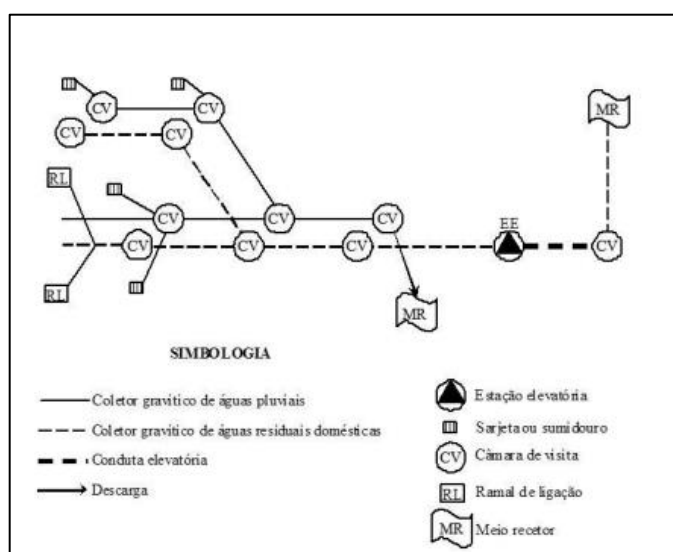 CV
CV
MR
CV
CV
RL
CV
CV
CV
EE
CV
CV
CV
CV
RL
MR
SIMBOLOGIA
Coletor gravítico de águas pluviais
Coletor gravítico de águas residuais domésticas
Conduta elevatória
Descarga
Estação elevatória
Sarjeta ou sumidouro
CV Câmara de visita
RL Ramal de ligação
MR Meio recetor